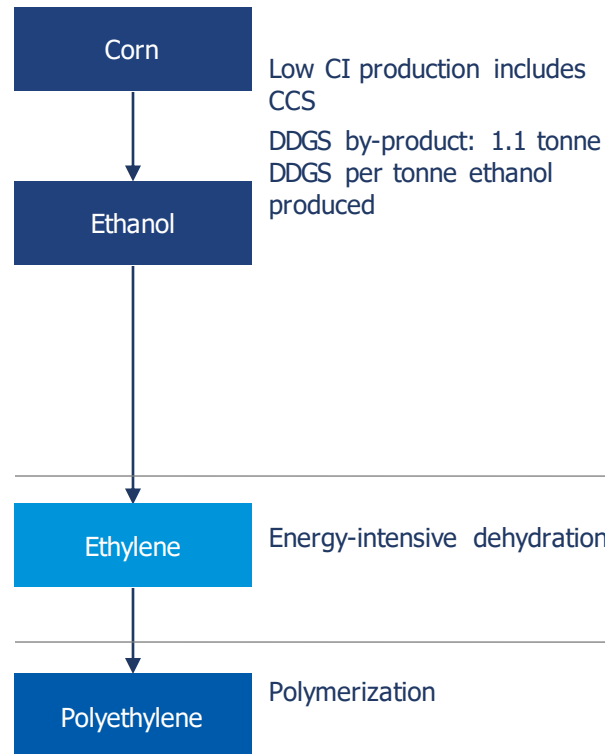 Corn
Low CI production includes
CCS
DDGS by-product: 1.1 tonne
DDGS per tonne ethanol
produced
Ethanol
Ethylene
Energy-intensive dehydration
Polymerization
Polyethylene